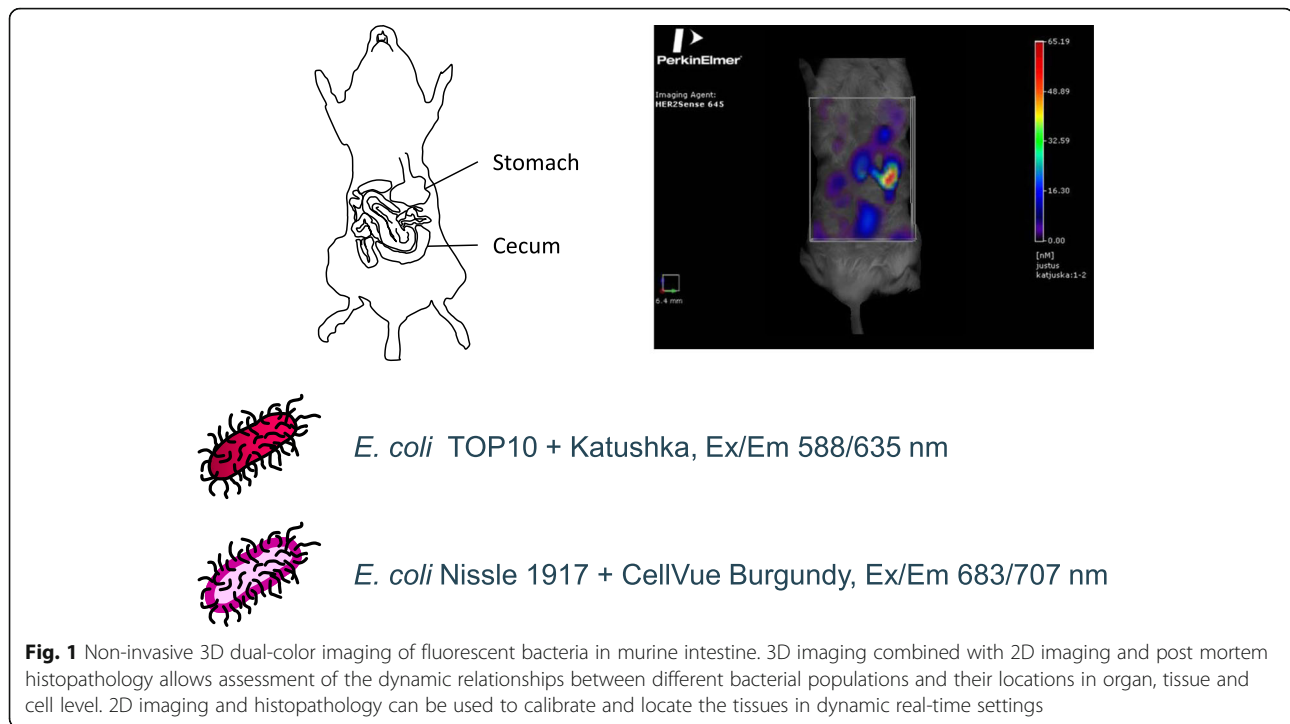 Stomach
Cecum
PerkinElmer
Imaging Agent:
HER2Sense 645
65.19
48.89
32.59
16.30
0.00
[nM]
justus
katjuska:1-2
6.4 mm
E. coli TOP10 + Katushka, Ex/Em 588/635 nm
E. coli Nissle 1917 + CellVue Burgundy, Ex/Em 683/707 nm
Fig. 1 Non-invasive 3D dual-color imaging of fluorescent bacteria in murine intestine. 3D imaging combined with 2D imaging and post mortem
histopathology allows assessment of the dynamic relationships between different bacterial populations and their locations in organ, tissue and
cell level. 2D imaging and histopathology can be used to calibrate and locate the tissues in dynamic real-time settings